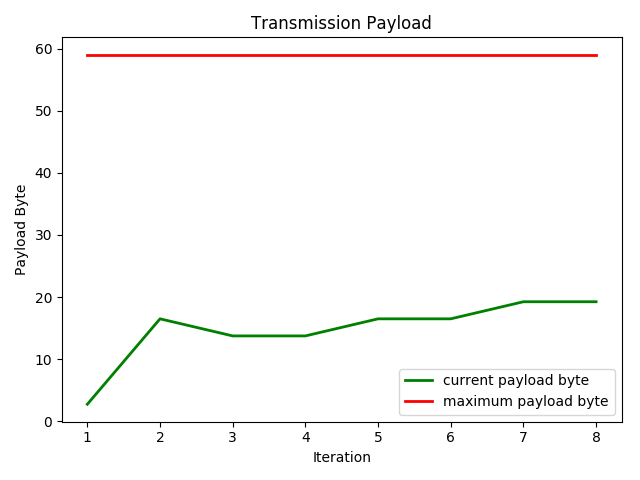 Transmission Payload
60
50
40
30
20
10
0
Payload Byte
current payload byte
maximum payload byte
1 2 3 4 5 6 7 8
Iteration